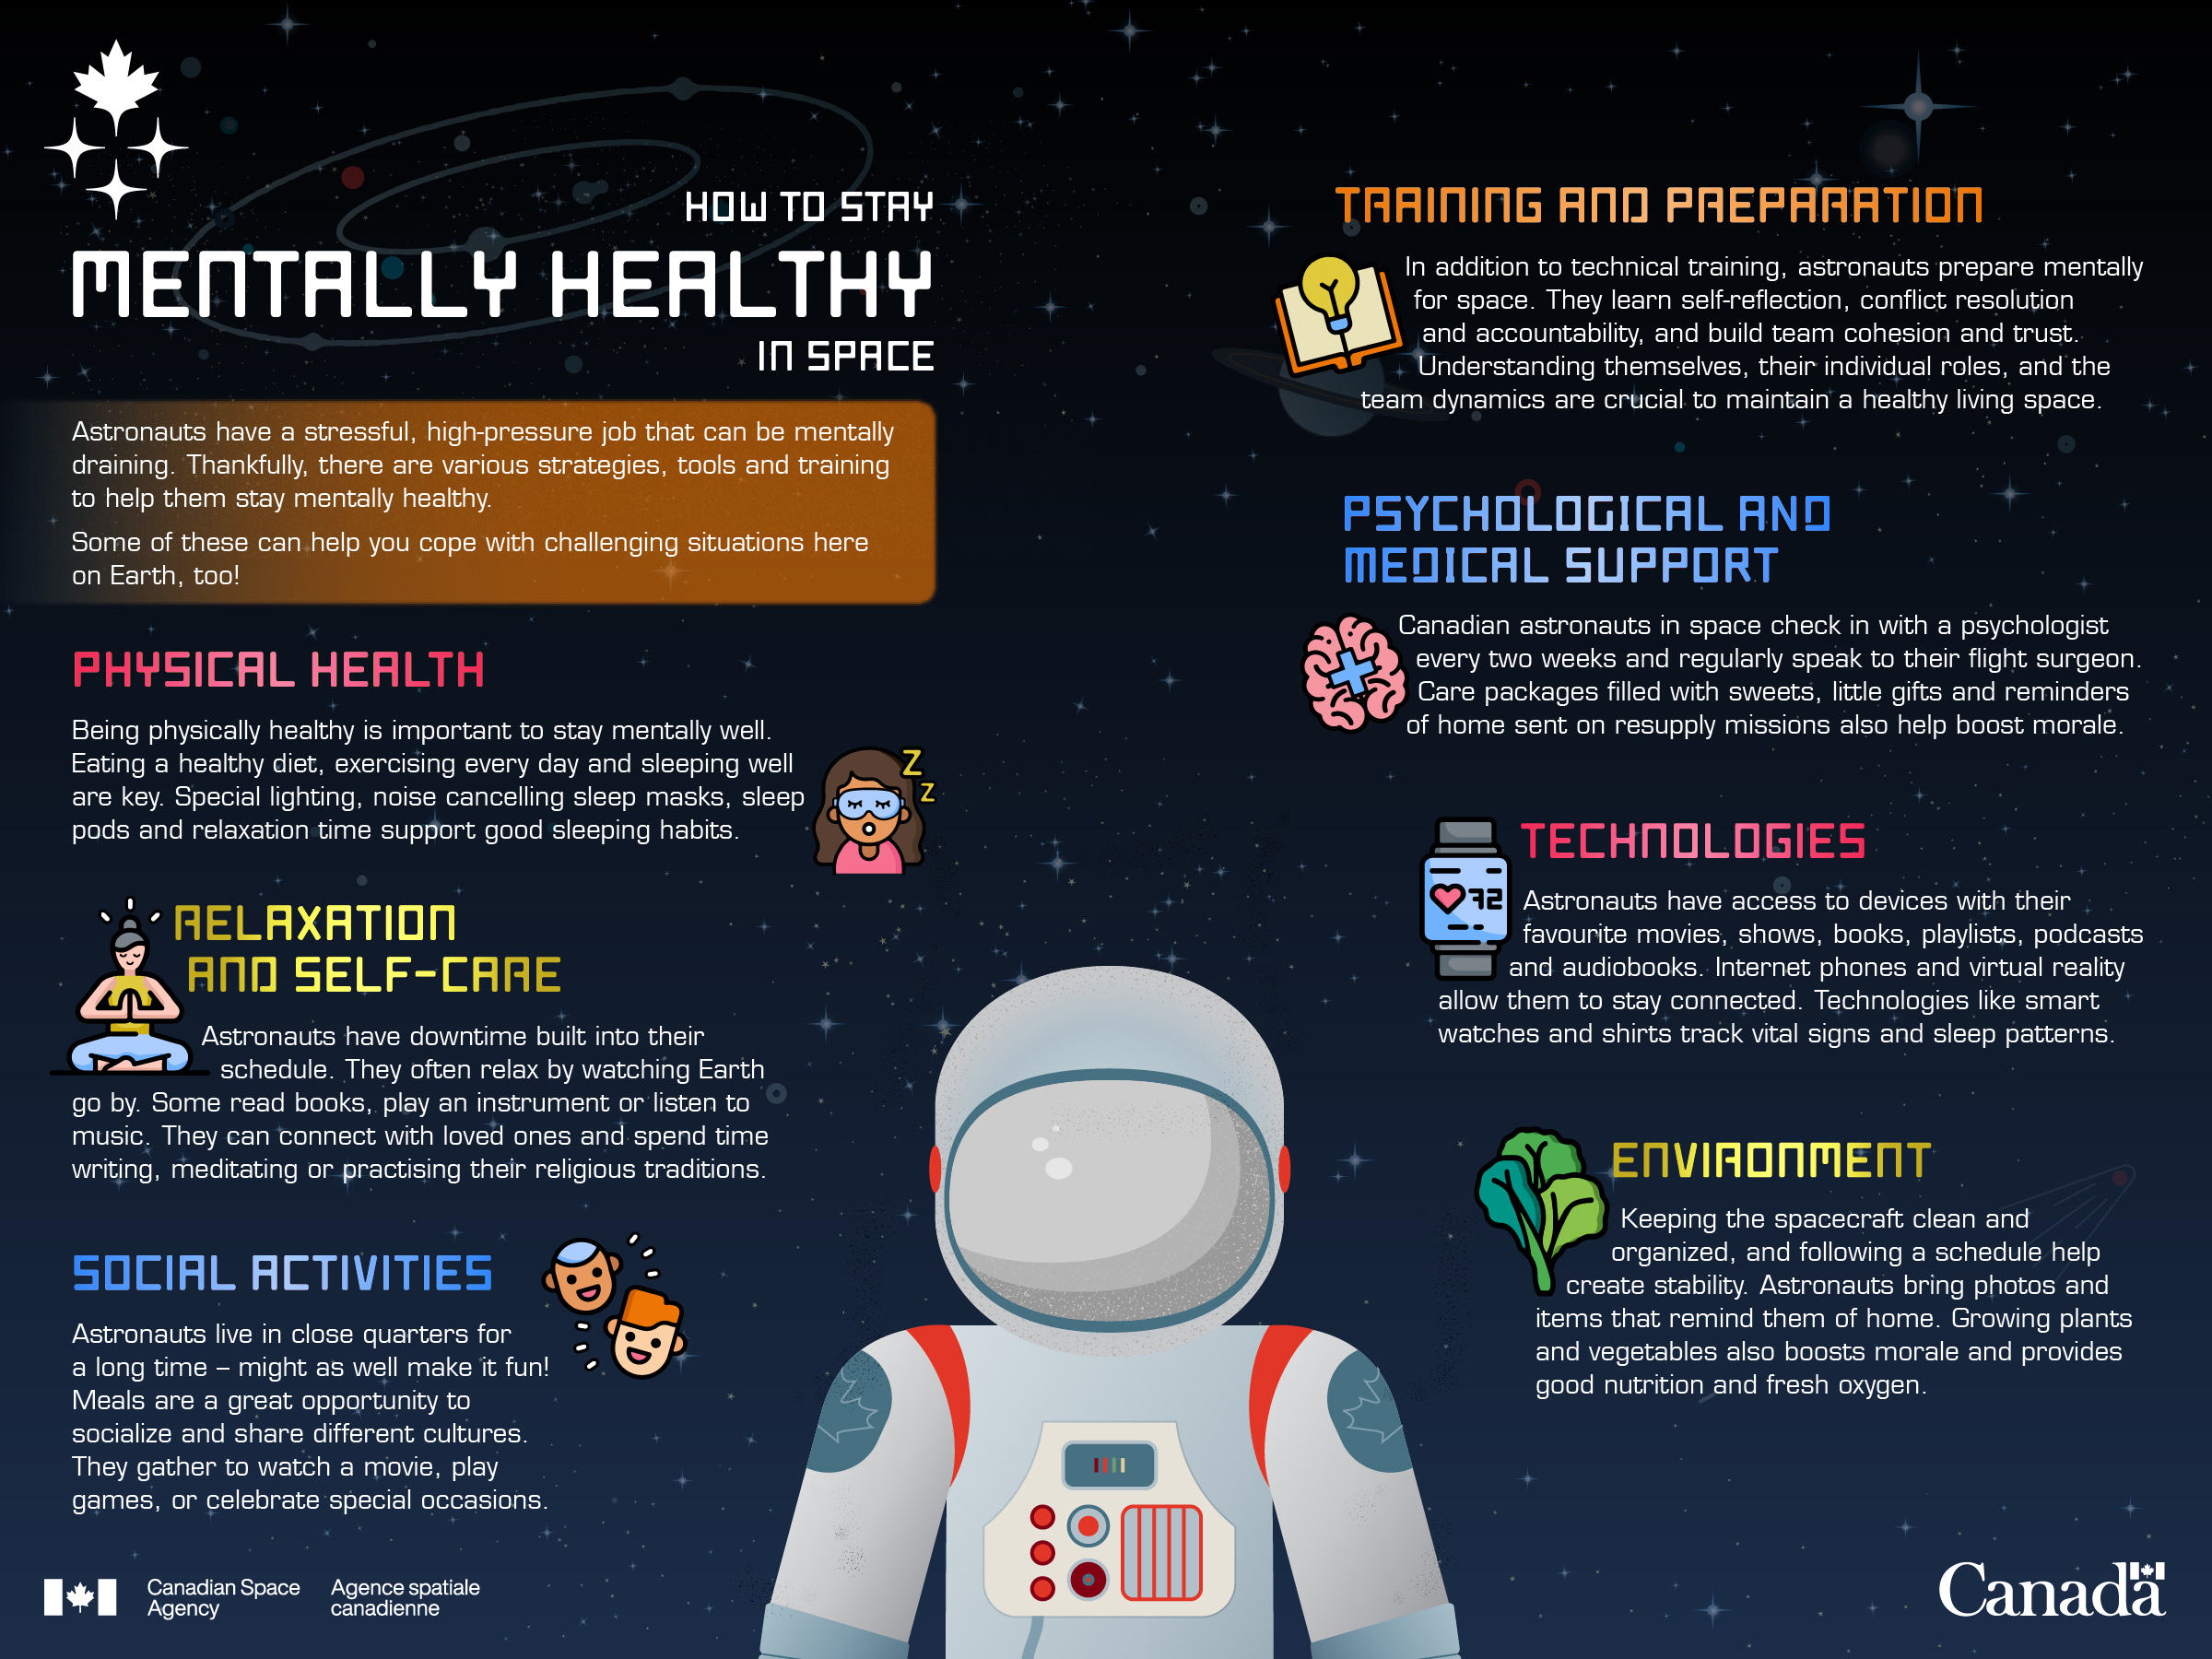 HOW TO STAY
MENTALLY HEALTHY
IN SPACE
Astronauts have a stressful, high-pressure job that can be mentally
draining. Thankfully, there are various strategies, tools and training
to help them stay mentally healthy.
Some of these can help you cope with challenging situations here
on Earth, too!
PHYSICAL HEALTH
Being physically healthy is important to stay mentally well.
Eating a healthy diet, exercising every day and sleeping well
are key. Special lighting, noise cancelling sleep masks, sleep
pods and relaxation time support good sleeping habits.
Z
Z
RELAXATION
AND SELF-CARE
Astronauts have downtime built into their
schedule. They often relax by watching Earth
go by. Some read books, play an instrument or listen to
music. They can connect with loved ones and spend time
writing, meditating or practising their religious traditions.
SOCIAL ACTIVITIES
Astronauts live in close quarters for
a long time – might as well make it fun!
Meals are a great opportunity to
socialize and share different cultures.
They gather to watch a movie, play
games, or celebrate special occasions.
TRAINING AND PREPARATION
In addition to technical training, astronauts prepare mentally
for space. They learn self-reflection, conflict resolution
and accountability, and build team cohesion and trust.
Understanding themselves, their individual roles, and the
team dynamics are crucial to maintain a healthy living space.
PSYCHOLOGICAL AND
MEDICAL SUPPORT
Canadian astronauts in space check in with a psychologist
every two weeks and regularly speak to their flight surgeon.
Care packages filled with sweets, little gifts and reminders
of home sent on resupply missions also help boost morale.
TECHNOLOGIES
72
Astronauts have access to devices with their
favourite movies, shows, books, playlists, podcasts
and audiobooks. Internet phones and virtual reality
allow them to stay connected. Technologies like smart
watches and shirts track vital signs and sleep patterns.
ENVIRONMENT
Keeping the spacecraft clean and
organized, and following a schedule help
create stability. Astronauts bring photos and
items that remind them of home. Growing plants
and vegetables also boosts morale and provides
good nutrition and fresh oxygen.
Canadian Space
Agency
Agence spatiale
canadienne
Canada